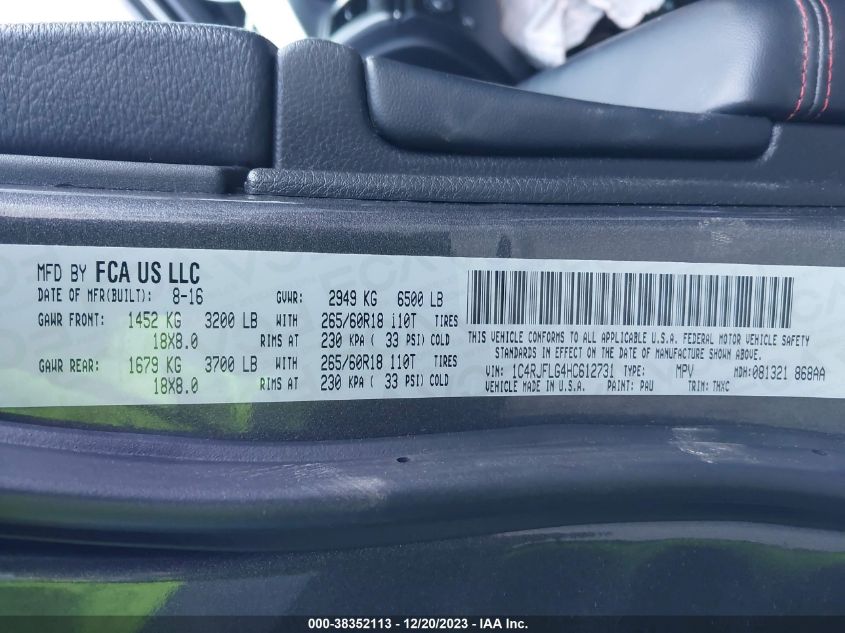 MFD BY FCA US LLC
DATE OF MFR(BUILT): 8-16 GVWR: 2949 KG 6500 LB
GAWR FRONT: 1452 KG 3200 LB WITH 265/60R18 110T TIRES
18X8.0 RIMS AT 230 KPA ( 33 PSI) COLD
GAWR REAR: 1679 KG 3700 LB WITH 265/60R18 110T TIRES
18X8.0 RIMS AT 230 KPA ( 33 PSI) COLD
THIS VEHICLE CONFORMS TO ALL APPLICABLE U.S.A. FEDERAL MOTOR VEHICLE SAFETY
STANDARDS IN EFFECT ON THE DATE OF MANUFACTURE SHOWN ABOVE.
VIN: 1C4RJFLG4HC612731 TYPE: MPV MDH:081321 868AA
VEHICLE MADE IN U.S.A. PAINT: PAU TRIM: THXC
000-38352113 - 12/20/2023 - IAA Inc.